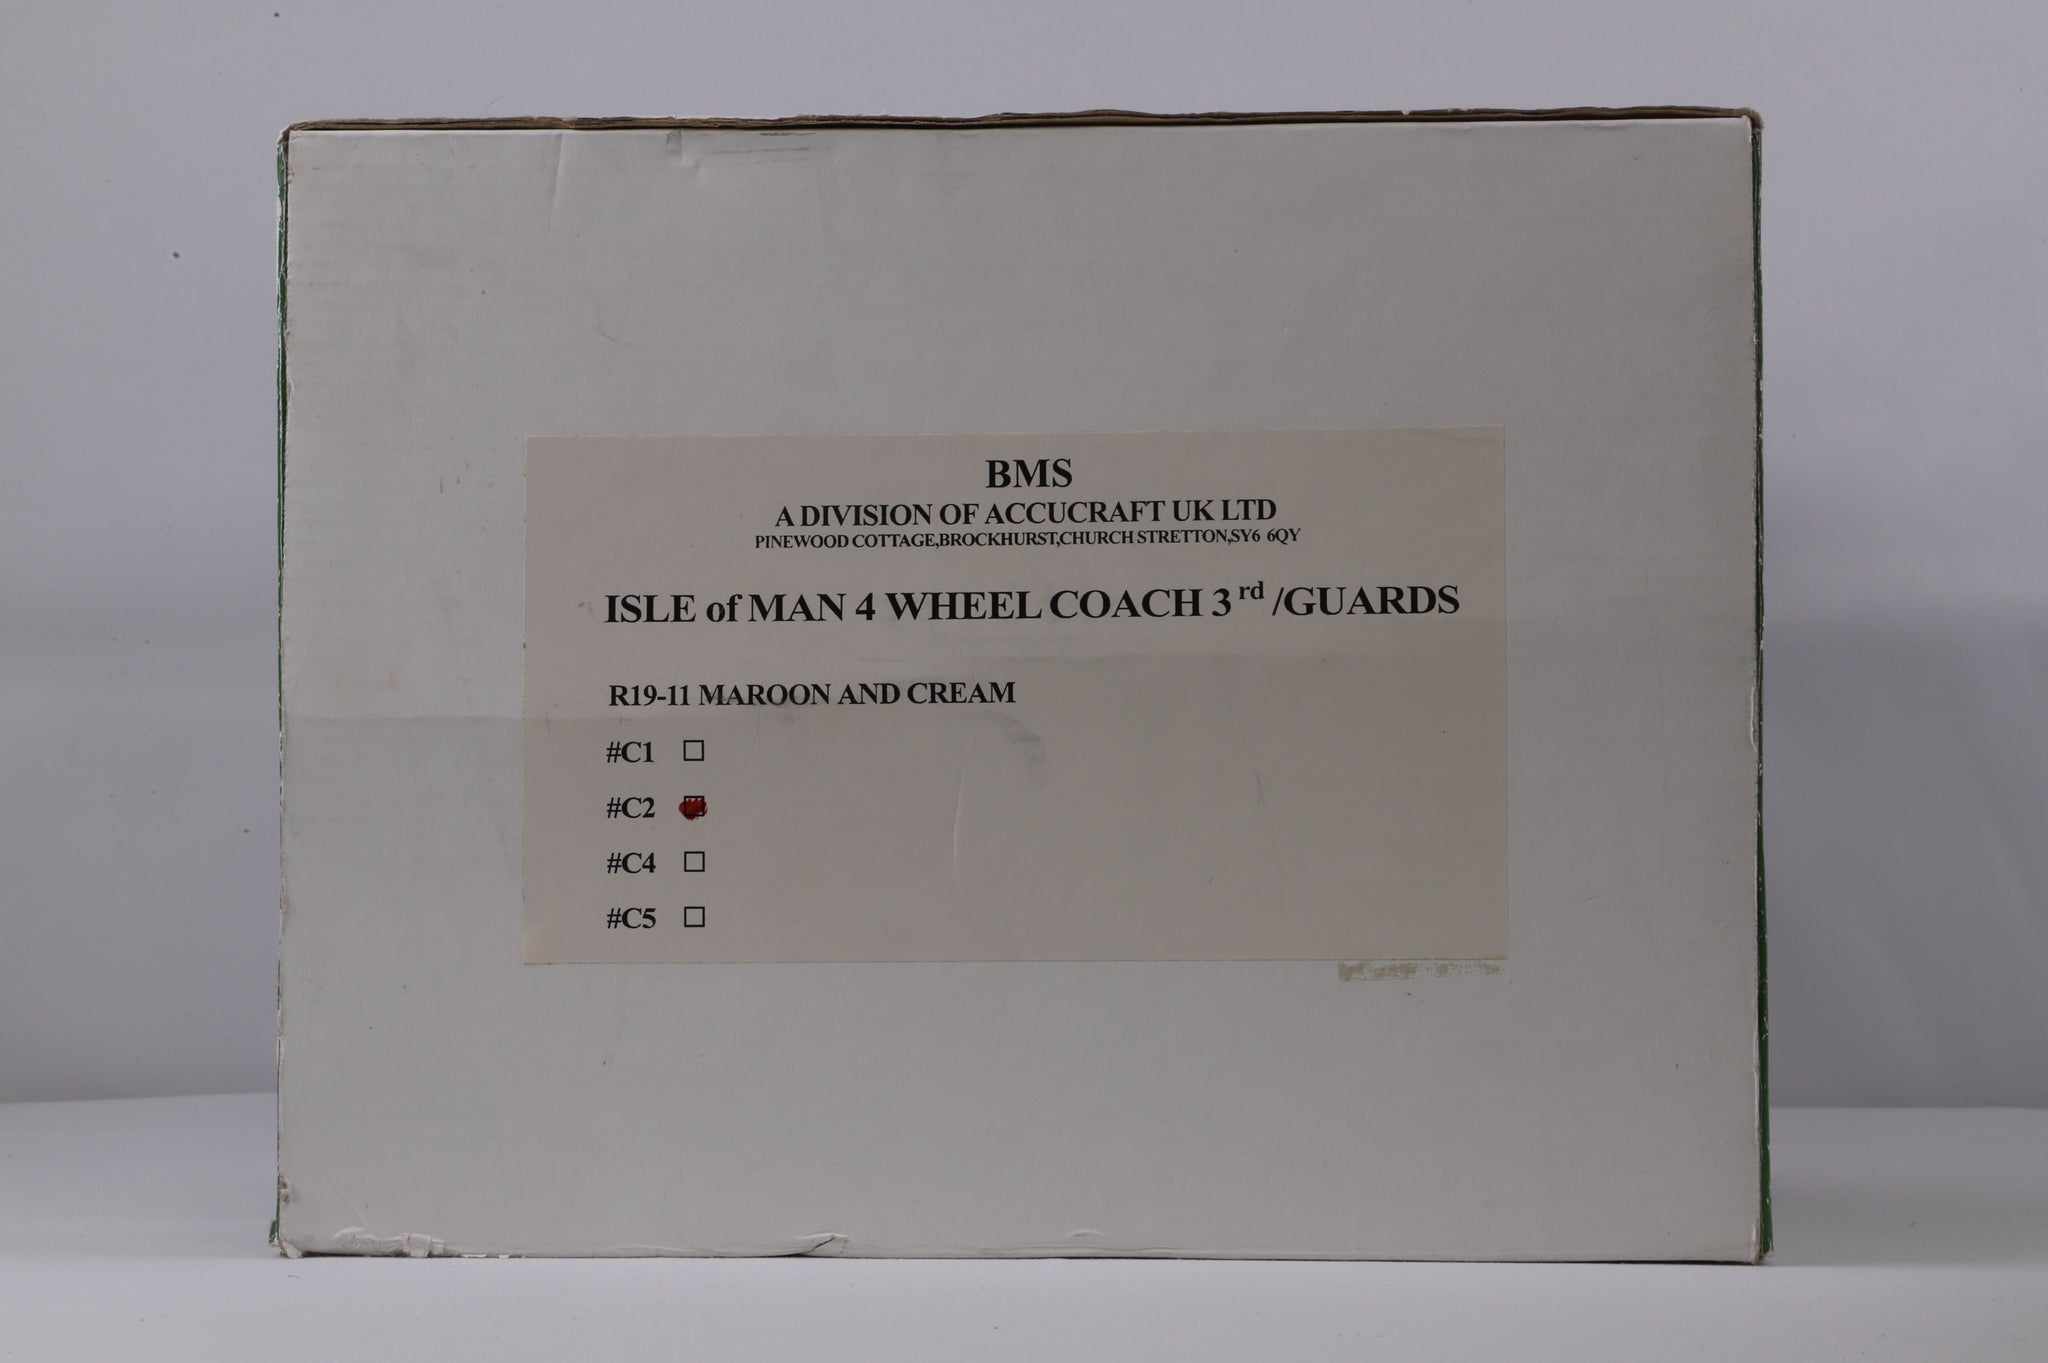 BMS
A DIVISION OF ACCUCRAFT UK LTD
PINEWOOD COTTAGE,BROCKHURST,CHURCH STRETTON,SY6 6QY
ISLE of MAN 4 WHEEL COACH 3rd /GUARDS
R19-11 MAROON AND CREAM
#C1 ☐
#C2 ☐
#C4 ☐
#C5 ☐